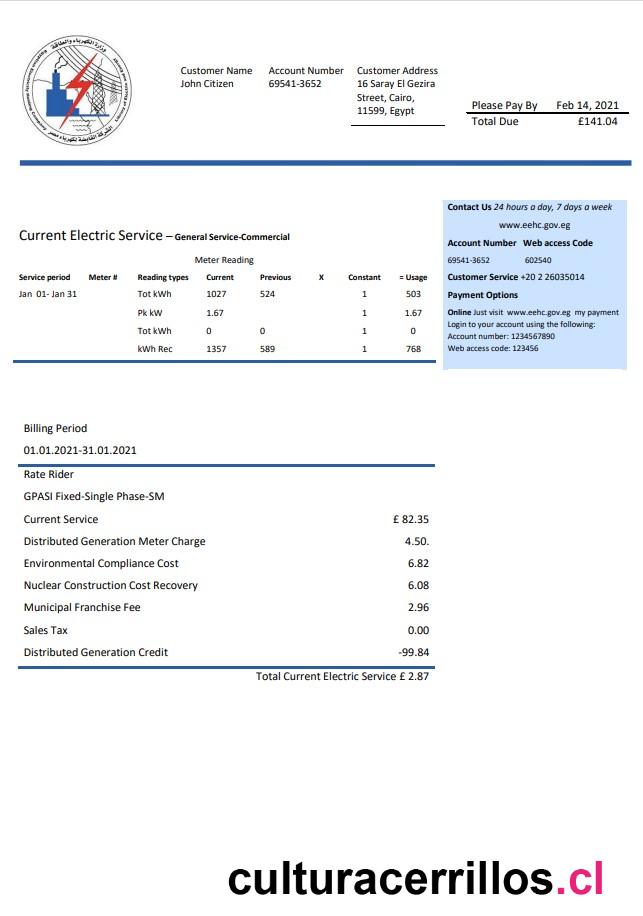 وزارة الكهرباء والطاقة
الشركة القابضة لكهرباء مصر
Customer Name Account Number Customer Address
John Citizen 69541-3652 16 Saray El Gezira
Street, Cairo,
11599, Egypt
Please Pay By Feb 14, 2021
Total Due £141.04
Contact Us 24 hours a day, 7 days a week
www.eehc.gov.eg
Account Number Web access Code
69541-3652 602540
Customer Service +20 2 26035014
Payment Options
Online Just visit www.eehc.gov.eg my payment
Login to your account using the following:
Account number: 1234567890
Web access code: 123456
Current Electric Service – General Service-Commercial
Meter Reading
Service period Meter # Reading types Current Previous X Constant = Usage
Jan 01- Jan 31 Tot kWh 1027 524 1 503
Pk kW 1.67 1 1.67
Tot kWh 0 0 1 0
kWh Rec 1357 589 1 768
Billing Period
01.01.2021-31.01.2021
Rate Rider
GPASI Fixed-Single Phase-SM
Current Service £ 82.35
Distributed Generation Meter Charge 4.50.
Environmental Compliance Cost 6.82
Nuclear Construction Cost Recovery 6.08
Municipal Franchise Fee 2.96
Sales Tax 0.00
Distributed Generation Credit -99.84
Total Current Electric Service £ 2.87
culturacerrillos.cl